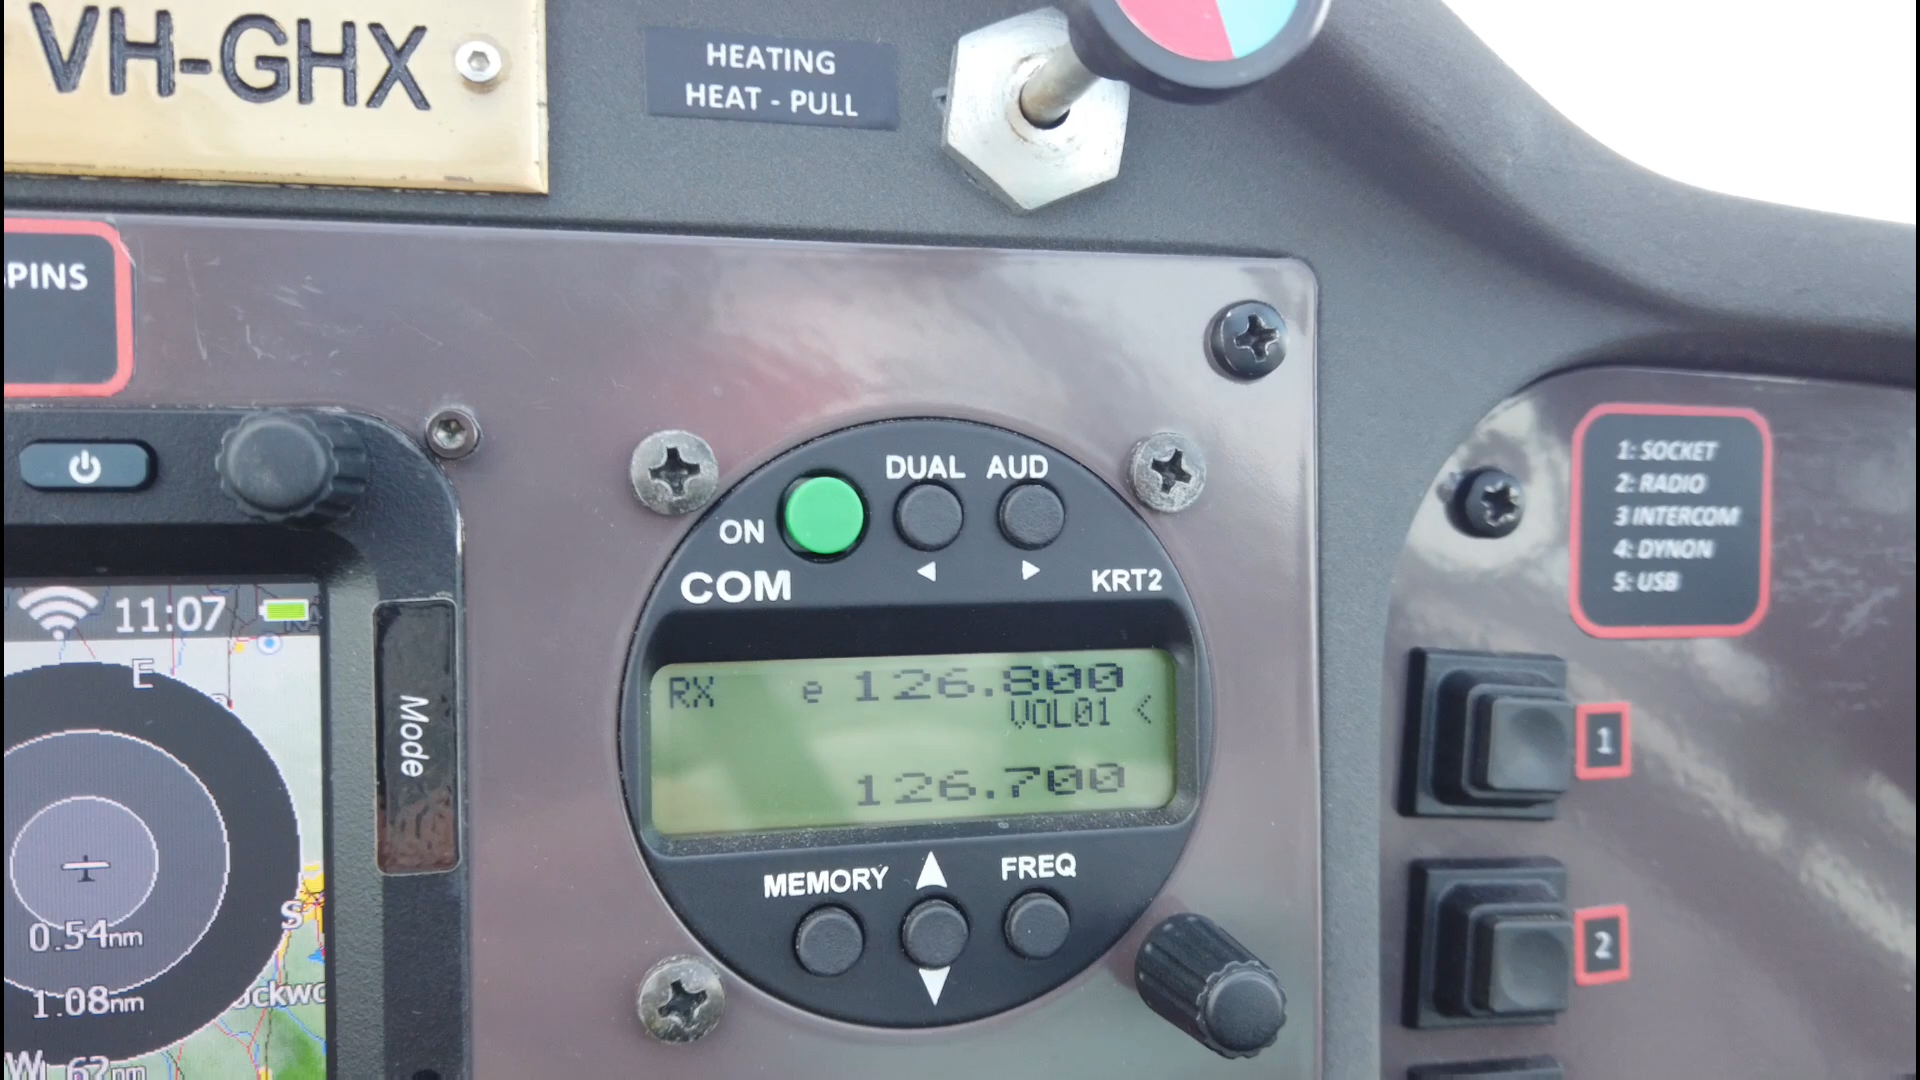 VH-GHX
HEATING
HEAT - PULL
SPINS
11:07
E
S
0.54nm
1.08nm
Mode
DUAL AUD
ON
COM
KRT2
RX e 126.800
VOL01 <
126.700
MEMORY
FREQ
1: SOCKET
2: RADIO
3 INTERCOM
4: DYNON
5: USB
1
2